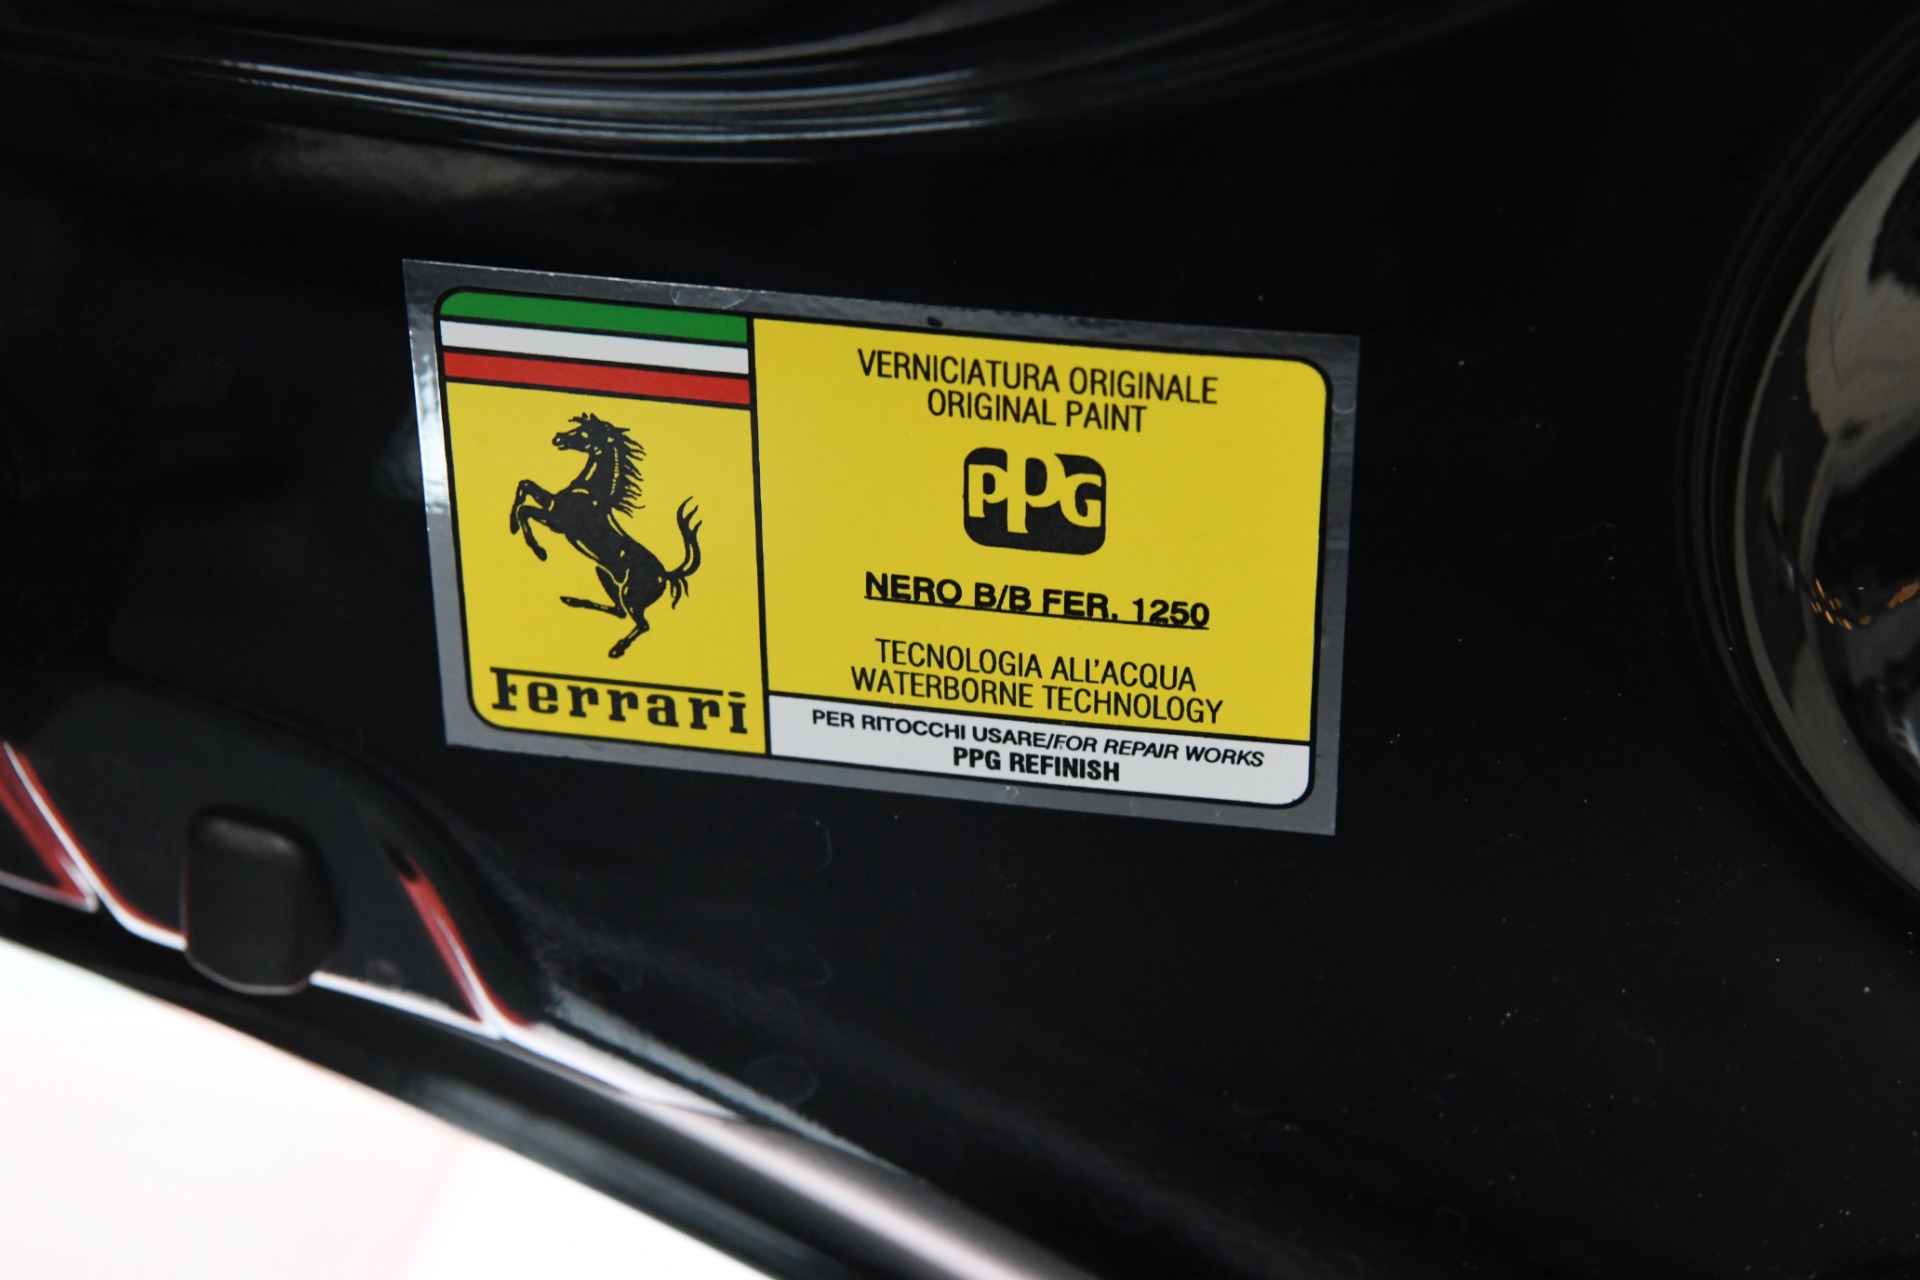 Ferrari
VERNICIATURA ORIGINALE
ORIGINAL PAINT
PPG
NERO B/B FER. 1250
TECNOLOGIA ALL'ACQUA
WATERBORNE TECHNOLOGY
PER RITOCCHI USARE/FOR REPAIR WORKS
PPG REFINISH